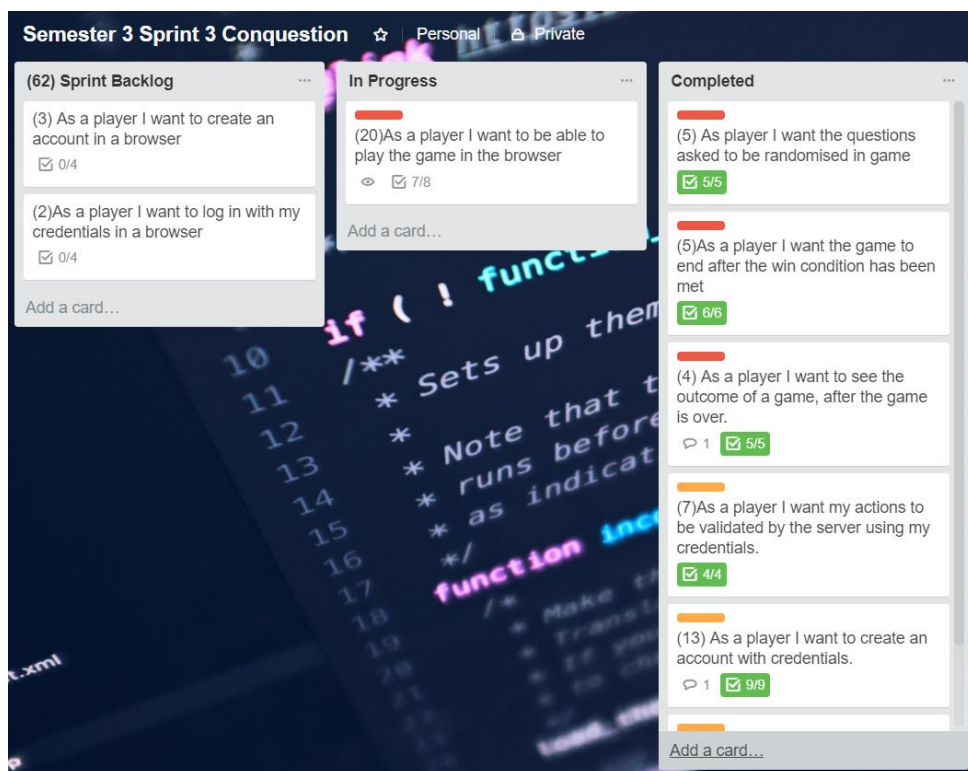 Semester 3 Sprint 3 Conquestion Personal Private
(62) Sprint Backlog ...
(3) As a player I want to create an
account in a browser
0/4
(2)As a player I want to log in with my
credentials in a browser
0/4
Add a card…
In Progress ...
(20)As a player I want to be able to
play the game in the browser
7/8
Add a card…
Completed ...
(5) As player I want the questions
asked to be randomised in game
5/5
(5)As a player I want the game to
end after the win condition has been
met
6/6
(4) As a player I want to see the
outcome of a game, after the game
is over.
1 5/5
(7)As a player I want my actions to
be validated by the server using my
credentials.
4/4
(13) As a player I want to create an
account with credentials.
1 9/9
Add a card…
if ( ! function_
10 /**
11 * Sets up them
12 *
13 * Note that t
14 * runs before
15 * as indicat
16 */
17 function
18 /*
19
20
21
t.xml